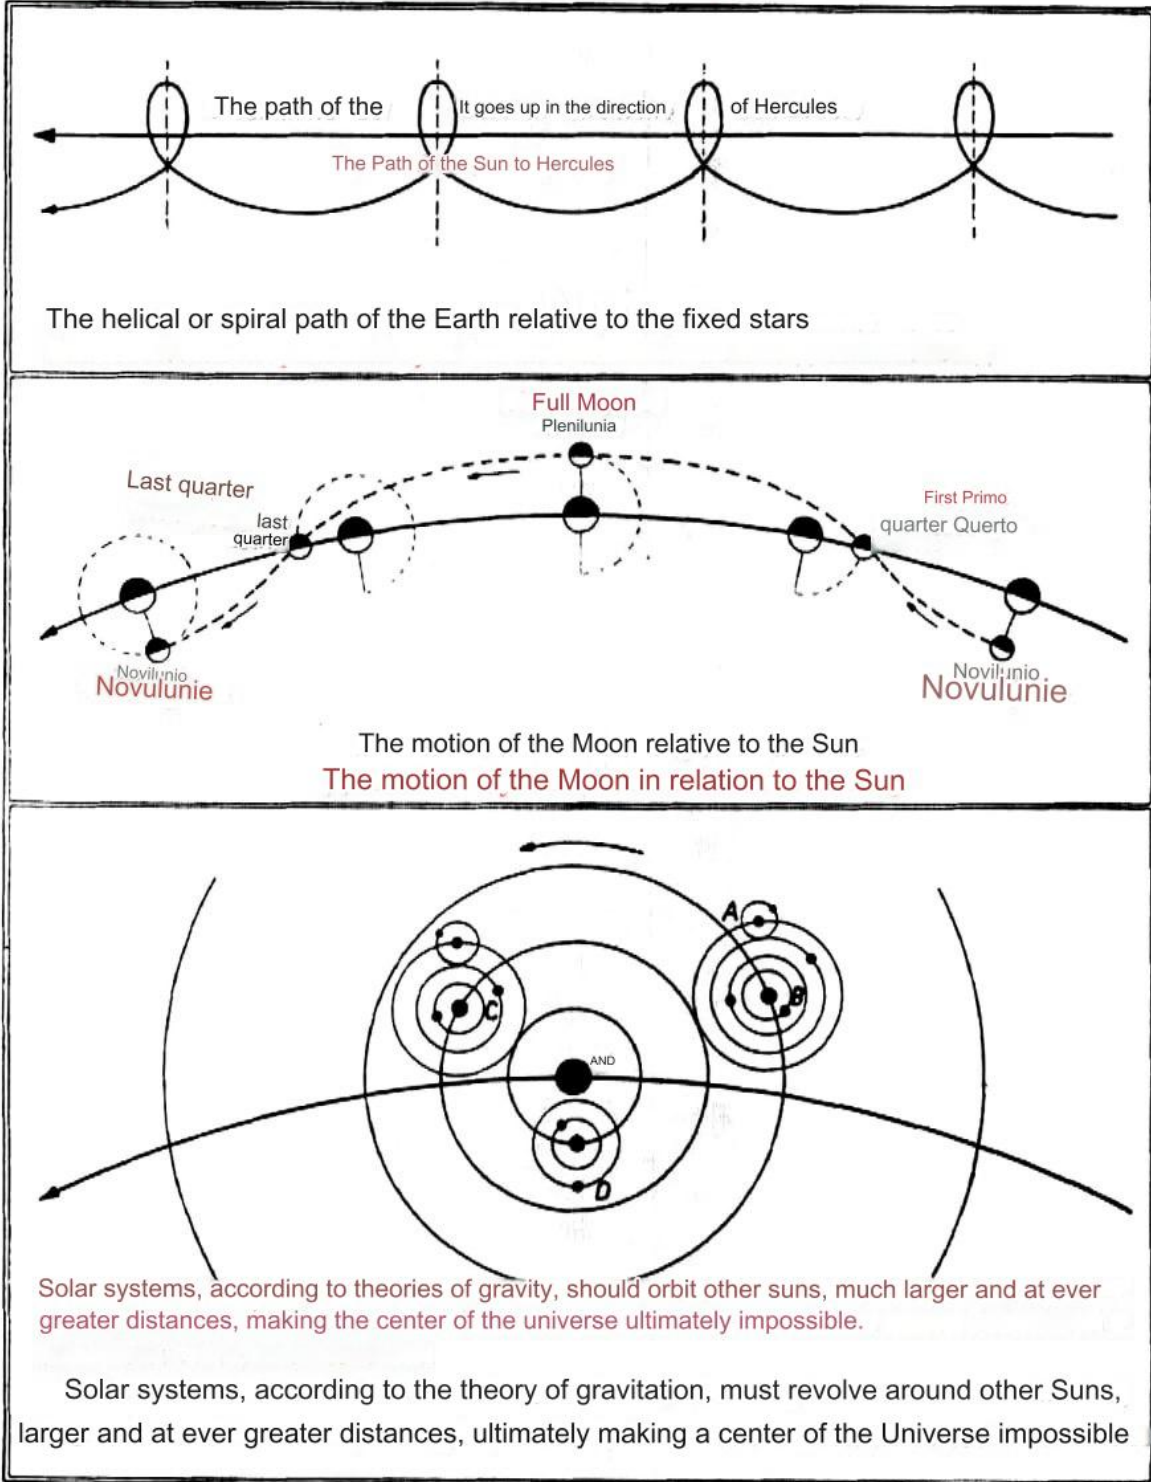 The path of the It goes up in the direction of Hercules
The Path of the Sun to Hercules
The helical or spiral path of the Earth relative to the fixed stars
Full Moon
Plenilunia
Last quarter
last
quarter
First Primo
quarter Querto
Novilunio
Novulunie
Novilunio
Novulunie
The motion of the Moon relative to the Sun
The motion of the Moon in relation to the Sun
A
B
C
AND
D
Solar systems, according to theories of gravity, should orbit other suns, much larger and at ever
greater distances, making the center of the universe ultimately impossible.
Solar systems, according to the theory of gravitation, must revolve around other Suns,
larger and at ever greater distances, ultimately making a center of the Universe impossible